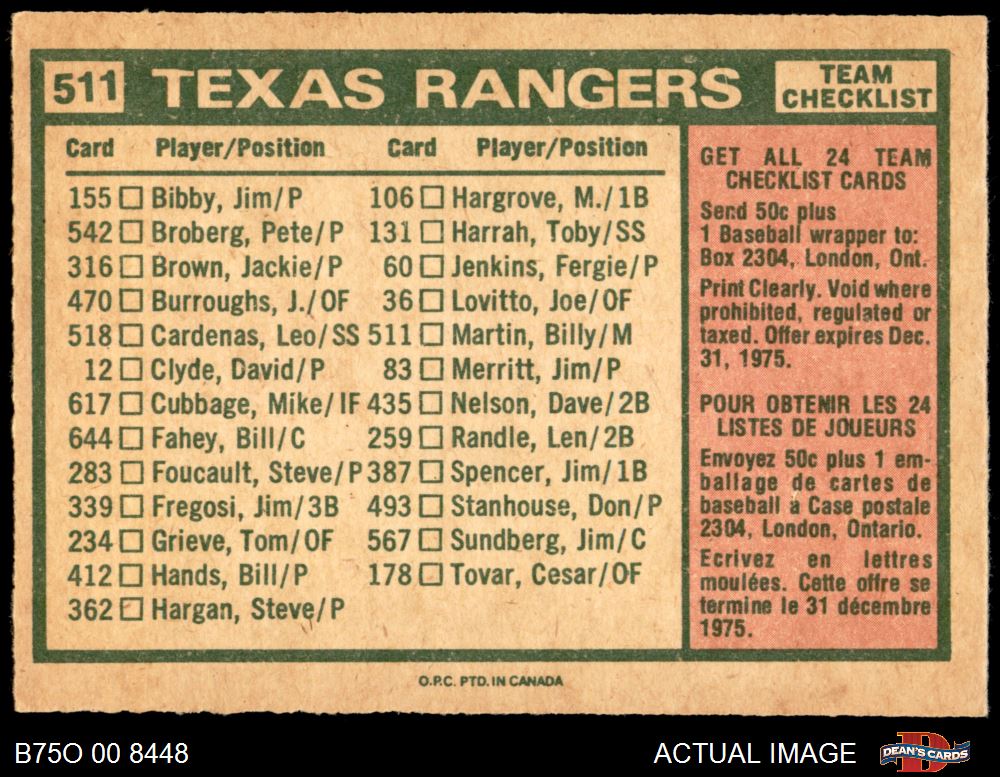 511 TEXAS RANGERS TEAM CHECKLIST
Card Player/Position Card Player/Position
155 Bibby, Jim/P 106 Hargrove, M./1B
542 Broberg, Pete/P 131 Harrah, Toby/SS
316 Brown, Jackie/P 60 Jenkins, Fergie/P
470 Burroughs, J./OF 36 Lovitto, Joe/OF
518 Cardenas, Leo/SS 511 Martin, Billy/M
12 Clyde, David/P 83 Merritt, Jim/P
617 Cubbage, Mike/IF 435 Nelson, Dave/2B
644 Fahey, Bill/C 259 Randle, Len/2B
283 Foucault, Steve/P 387 Spencer, Jim/1B
339 Fregosi, Jim/3B 493 Stanhouse, Don/P
234 Grieve, Tom/OF 567 Sundberg, Jim/C
412 Hands, Bill/P 178 Tovar, Cesar/OF
362 Hargan, Steve/P
GET ALL 24 TEAM
CHECKLIST CARDS
Send 50c plus
1 Baseball wrapper to:
Box 2304, London, Ont.
Print Clearly. Void where
prohibited, regulated or
taxed. Offer expires Dec.
31, 1975.
POUR OBTENIR LES 24
LISTES DE JOUEURS
Envoyez 50c plus 1 em-
ballage de cartes de
baseball à Case postale
2304, London, Ontario.
Ecrivez en lettres
moulées. Cette offre se
termine le 31 décembre
1975.
O.P.C. PTD. IN CANADA
B75O 00 8448 ACTUAL IMAGE DEAN'S CARDS